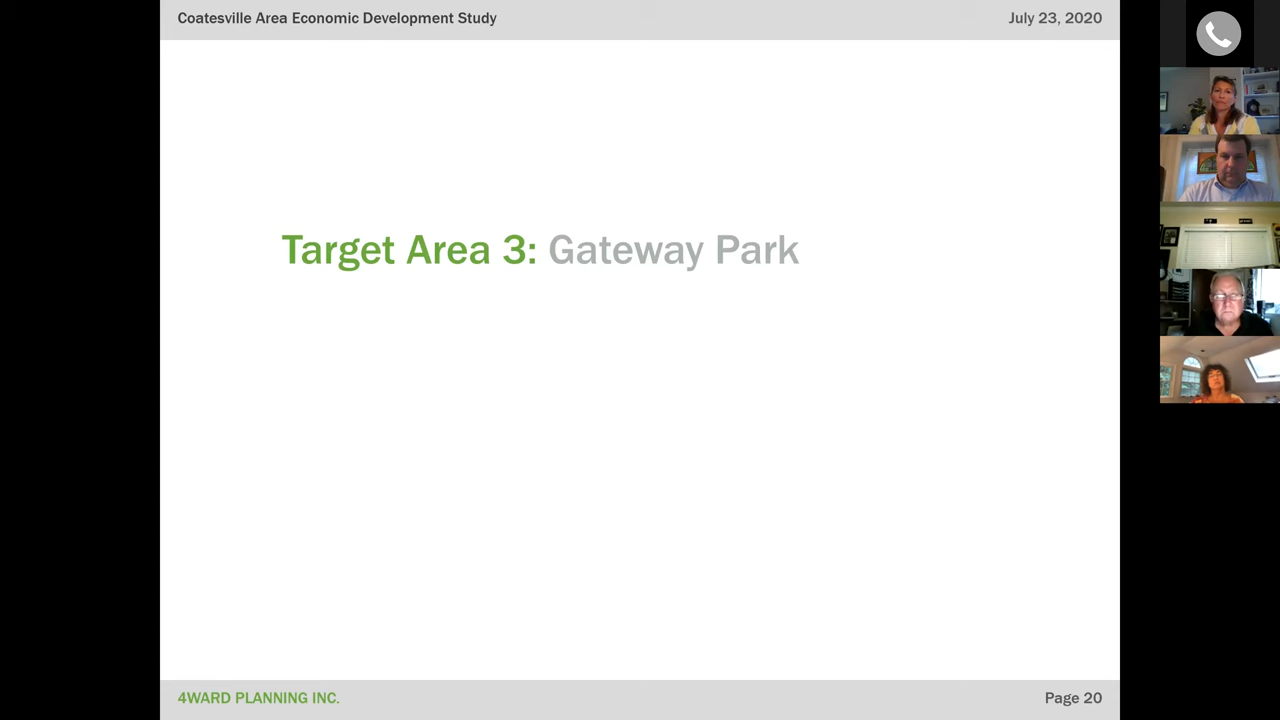 Coatesville Area Economic Development Study
July 23, 2020
Target Area 3: Gateway Park
4WARD PLANNING INC.
Page 20